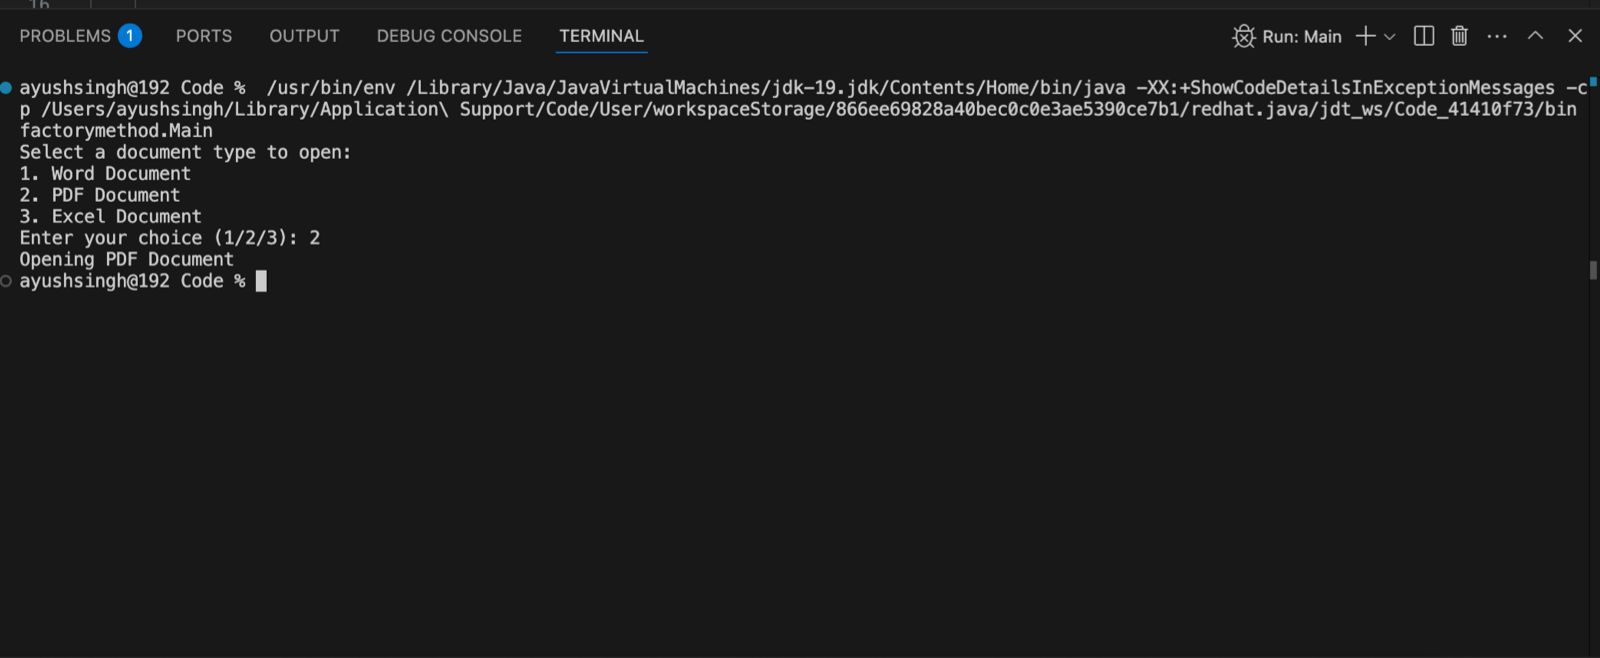 16
PROBLEMS 1 PORTS OUTPUT DEBUG CONSOLE TERMINAL Run: Main
ayushsingh@192 Code %  /usr/bin/env /Library/Java/JavaVirtualMachines/jdk-19.jdk/Contents/Home/bin/java -XX:+ShowCodeDetailsInExceptionMessages -c
p /Users/ayushsingh/Library/Application\ Support/Code/User/workspaceStorage/866ee69828a40bec0c0e3ae5390ce7b1/redhat.java/jdt_ws/Code_41410f73/bin
factorymethod.Main
Select a document type to open:
1. Word Document
2. PDF Document
3. Excel Document
Enter your choice (1/2/3): 2
Opening PDF Document
ayushsingh@192 Code %